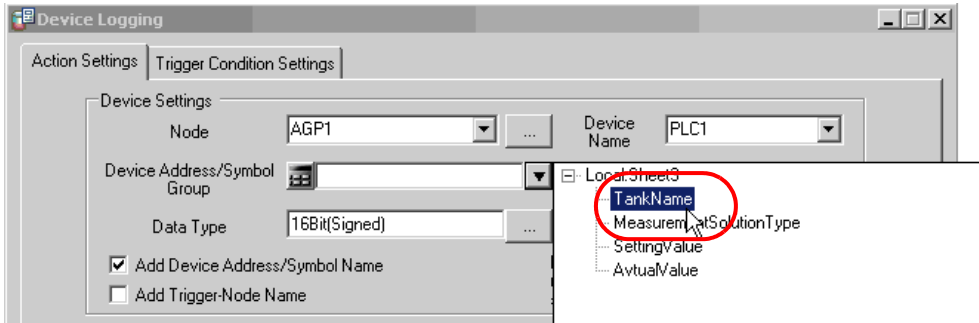 Device Logging
Action Settings
Trigger Condition Settings
Device Settings
Node
AGP1
...
Device Name
PLC1
Device Address/Symbol Group
Local:Sheet3
TankName
MeasurementSolutionType
SettingValue
AvtualValue
Data Type
16Bit(Signed)
...
Add Device Address/Symbol Name
Add Trigger-Node Name